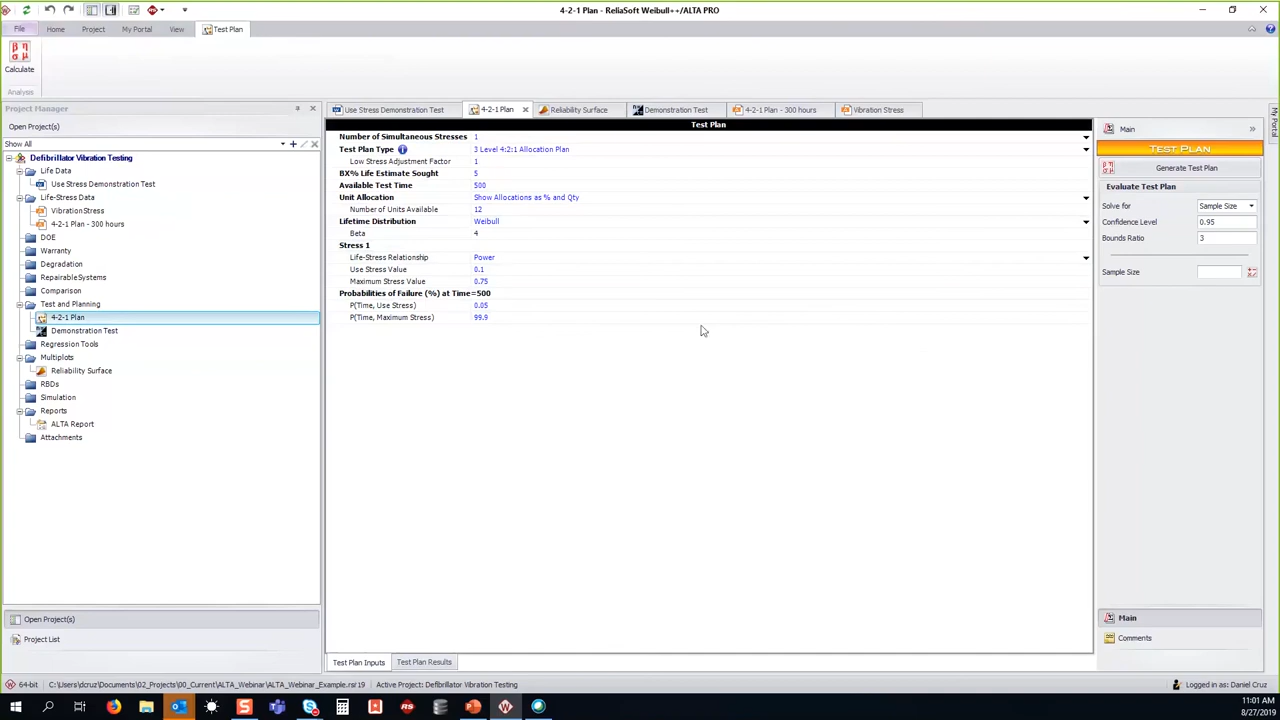 4-2-1 Plan - ReliaSoft Weibull++/ALTA PRO
File Home Project My Portal View Test Plan
β η σ μ
Calculate
Analysis
Project Manager
Open Project(s)
Show All
Defibrillator Vibration Testing
Life Data
Use Stress Demonstration Test
Life-Stress Data
Vibration Stress
4-2-1 Plan - 300 hours
DOE
Warranty
Degradation
Repairable Systems
Comparison
Test and Planning
4-2-1 Plan
Demonstration Test
Regression Tools
Multiplots
Reliability Surface
RBDs
Simulation
Reports
ALTA Report
Attachments
Open Project(s)
Project List
Use Stress Demonstration Test 4-2-1 Plan Reliability Surface Demonstration Test 4-2-1 Plan - 300 hours Vibration Stress
Test Plan
Number of Simultaneous Stresses 1
Test Plan Type 3 Level 4:2:1 Allocation Plan
Low Stress Adjustment Factor 1
BX% Life Estimate Sought 5
Available Test Time 500
Unit Allocation Show Allocations as % and Qty
Number of Units Available 12
Lifetime Distribution Weibull
Beta 4
Stress 1
Life-Stress Relationship Power
Use Stress Value 0.1
Maximum Stress Value 0.75
Probabilities of Failure (%) at Time=500
P(Time, Use Stress) 0.05
P(Time, Maximum Stress) 99.9
Test Plan Inputs Test Plan Results
Main
TEST PLAN
Generate Test Plan
Evaluate Test Plan
Solve for Sample Size
Confidence Level 0.95
Bounds Ratio 3
Sample Size
Main
Comments
My Portal
64-bit C:\Users\dcruz\Documents\02_Projects\00_Current\ALTA_Webinar\ALTA_Webinar_Example.rsr19 Active Project: Defibrillator Vibration Testing Logged in as: Daniel Cruz
11:01 AM
8/27/2019